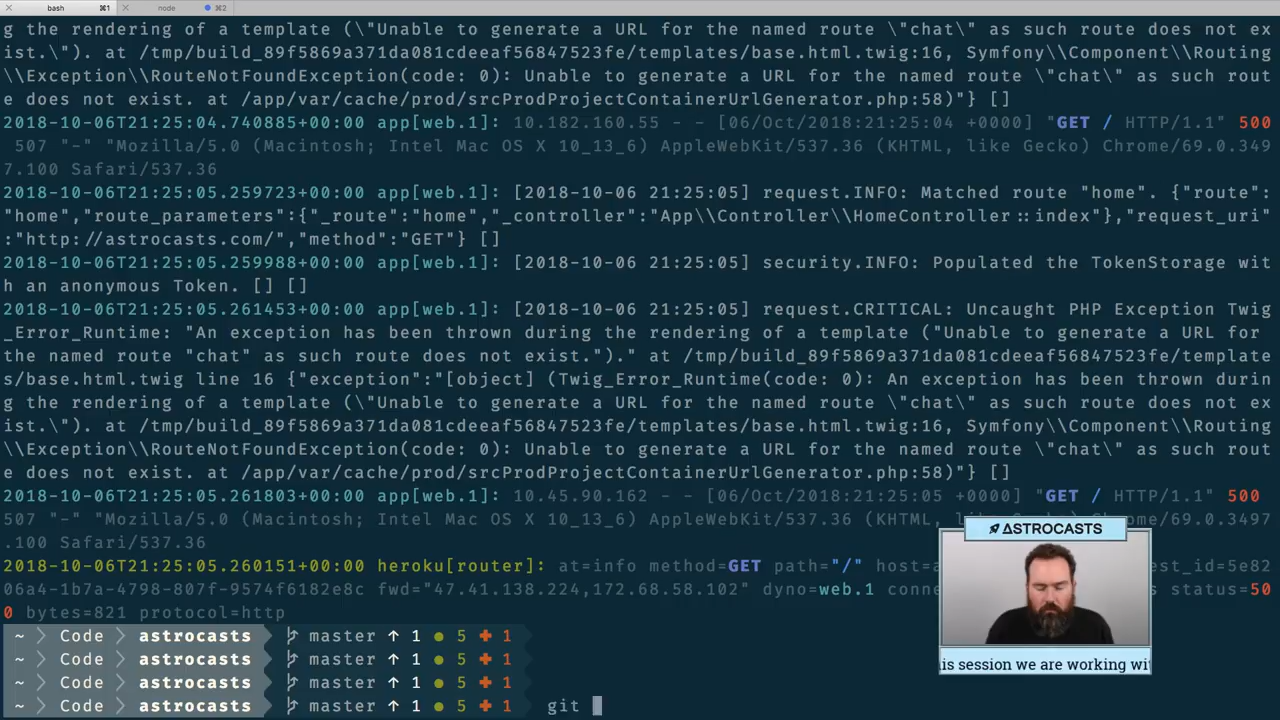 bash ⌘1 node ⌘2
g the rendering of a template (\"Unable to generate a URL for the named route \"chat\" as such route does not ex
ist.\"). at /tmp/build_89f5869a371da081cdeeaf56847523fe/templates/base.html.twig:16, Symfony\\Component\\Routing
\\Exception\\RouteNotFoundException(code: 0): Unable to generate a URL for the named route \"chat\" as such rout
e does not exist. at /app/var/cache/prod/srcProdProjectContainerUrlGenerator.php:58)"} []
2018-10-06T21:25:04.740885+00:00 app[web.1]: 10.182.160.55 - - [06/Oct/2018:21:25:04 +0000] "GET / HTTP/1.1" 500
507 "-" "Mozilla/5.0 (Macintosh; Intel Mac OS X 10_13_6) AppleWebKit/537.36 (KHTML, like Gecko) Chrome/69.0.349
7.100 Safari/537.36
2018-10-06T21:25:05.259723+00:00 app[web.1]: [2018-10-06 21:25:05] request.INFO: Matched route "home". {"route":
"home","route_parameters":{"_route":"home","_controller":"App\\Controller\\HomeController::index"},"request_uri"
:"http://astrocasts.com/","method":"GET"} []
2018-10-06T21:25:05.259988+00:00 app[web.1]: [2018-10-06 21:25:05] security.INFO: Populated the TokenStorage wit
h an anonymous Token. [] []
2018-10-06T21:25:05.261453+00:00 app[web.1]: [2018-10-06 21:25:05] request.CRITICAL: Uncaught PHP Exception Twig
_Error_Runtime: "An exception has been thrown during the rendering of a template ("Unable to generate a URL for
the named route "chat" as such route does not exist.")." at /tmp/build_89f5869a371da081cdeeaf56847523fe/template
s/base.html.twig line 16 {"exception":"[object] (Twig_Error_Runtime(code: 0): An exception has been thrown durin
g the rendering of a template (\"Unable to generate a URL for the named route \"chat\" as such route does not ex
ist.\"). at /tmp/build_89f5869a371da081cdeeaf56847523fe/templates/base.html.twig:16, Symfony\\Component\\Routing
\\Exception\\RouteNotFoundException(code: 0): Unable to generate a URL for the named route \"chat\" as such rout
e does not exist. at /app/var/cache/prod/srcProdProjectContainerUrlGenerator.php:58)"} []
2018-10-06T21:25:05.261803+00:00 app[web.1]: 10.45.90.162 - - [06/Oct/2018:21:25:05 +0000] "GET / HTTP/1.1" 500
507 "-" "Mozilla/5.0 (Macintosh; Intel Mac OS X 10_13_6) AppleWebKit/537.36 (KHTML, like Gecko) Chrome/69.0.3497
.100 Safari/537.36
2018-10-06T21:25:05.260151+00:00 heroku[router]: at=info method=GET path="/" host=a est_id=5e82
06a4-1b7a-4798-807f-9574f6182e8c fwd="47.41.138.224,172.68.58.102" dyno=web.1 conne s status=50
0 bytes=821 protocol=http
ASTROCASTS
is session we are working wit
~ Code astrocasts master ↑ 1 ● 5 ✚ 1
~ Code astrocasts master ↑ 1 ● 5 ✚ 1
~ Code astrocasts master ↑ 1 ● 5 ✚ 1
~ Code astrocasts master ↑ 1 ● 5 ✚ 1 git